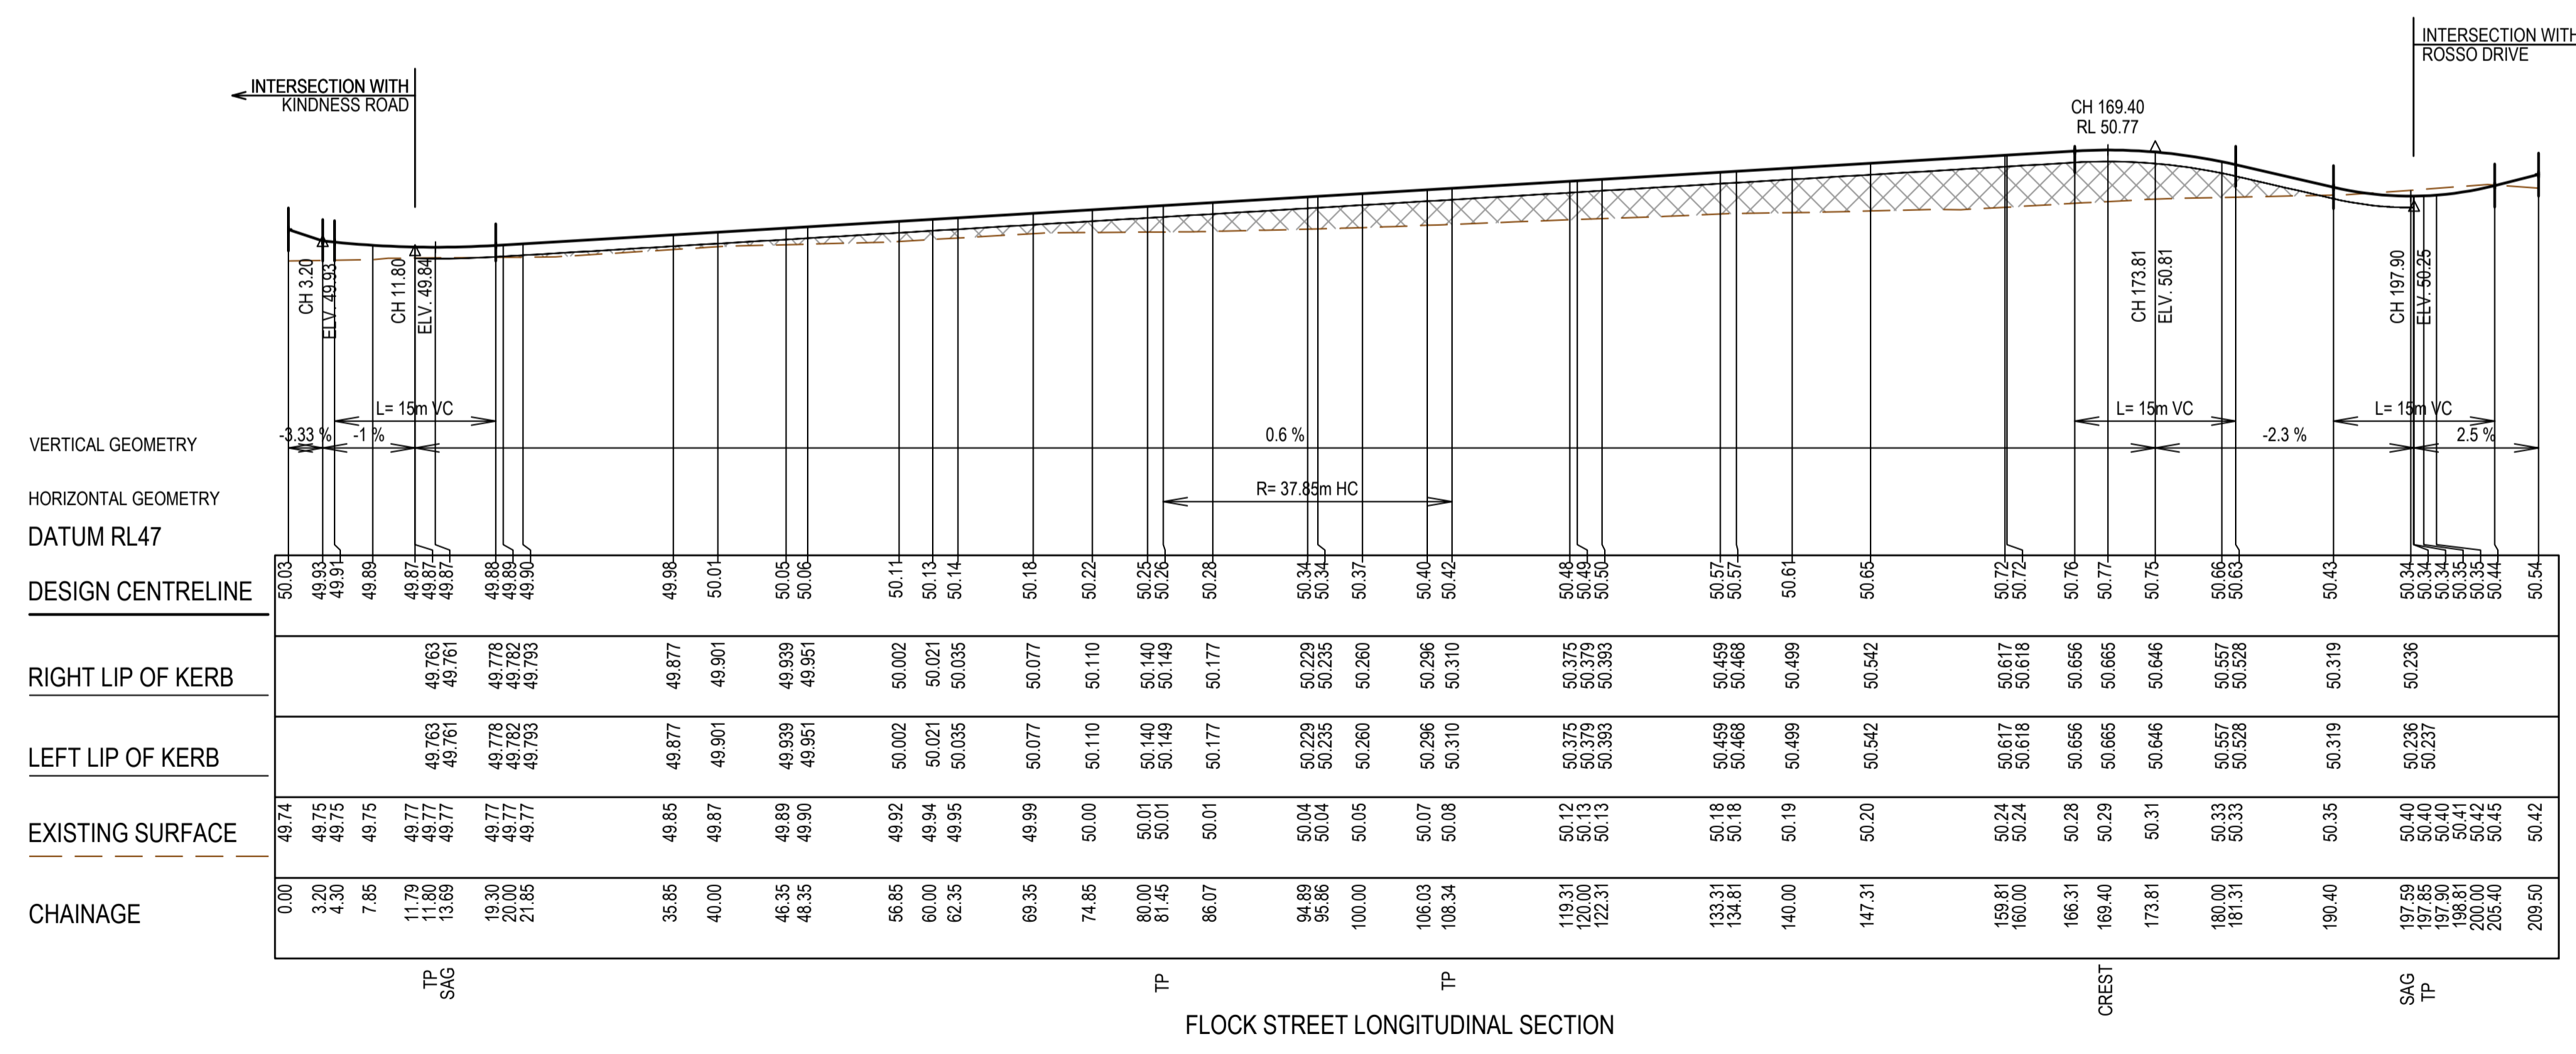 INTERSECTION WITH
KINDNESS ROAD
INTERSECTION WITH
ROSSO DRIVE
CH 169.40
RL 50.77
CH 3.20
ELV. 49.93
CH 11.80
ELV. 49.84
CH 173.81
ELV. 50.81
CH 197.90
ELV. 50.25
L= 15m VC L= 15m VC L= 15m VC
VERTICAL GEOMETRY -3.33 % -1 % 0.6 % -2.3 % 2.5 %
HORIZONTAL GEOMETRY R= 37.85m HC
DATUM RL47
DESIGN CENTRELINE 50.03 49.93 49.91 49.89 49.87 49.87 49.87 49.88 49.89 49.90 49.98 50.01 50.05 50.06 50.11 50.13 50.14 50.18 50.22 50.25 50.26 50.28 50.34 50.34 50.37 50.40 50.42 50.48 50.49 50.50 50.57 50.57 50.61 50.65 50.72 50.72 50.76 50.77 50.75 50.66 50.63 50.43 50.34 50.34 50.34 50.35 50.35 50.44 50.54
RIGHT LIP OF KERB 49.763 49.761 49.778 49.782 49.793 49.877 49.901 49.939 49.951 50.002 50.021 50.035 50.077 50.110 50.140 50.149 50.177 50.229 50.235 50.260 50.296 50.310 50.375 50.379 50.393 50.459 50.468 50.499 50.542 50.617 50.618 50.656 50.665 50.646 50.557 50.528 50.319 50.236
LEFT LIP OF KERB 49.763 49.761 49.778 49.782 49.793 49.877 49.901 49.939 49.951 50.002 50.021 50.035 50.077 50.110 50.140 50.149 50.177 50.229 50.235 50.260 50.296 50.310 50.375 50.379 50.393 50.459 50.468 50.499 50.542 50.617 50.618 50.656 50.665 50.646 50.557 50.528 50.319 50.236 50.237
EXISTING SURFACE 49.74 49.75 49.75 49.75 49.77 49.77 49.77 49.77 49.77 49.77 49.85 49.87 49.89 49.90 49.92 49.94 49.95 49.99 50.00 50.01 50.01 50.01 50.04 50.04 50.05 50.07 50.08 50.12 50.13 50.13 50.18 50.18 50.19 50.20 50.24 50.24 50.28 50.29 50.31 50.33 50.33 50.35 50.40 50.40 50.40 50.41 50.42 50.45 50.42
CHAINAGE 0.00 3.20 4.30 7.85 11.79 11.80 13.69 19.30 20.00 21.85 35.85 40.00 46.35 48.35 56.85 60.00 62.35 69.35 74.85 80.00 81.45 86.07 94.89 95.86 100.00 106.03 108.34 119.31 120.00 122.31 133.31 134.81 140.00 147.31 159.81 160.00 166.31 169.40 173.81 180.00 181.31 190.40 197.59 197.85 197.90 198.81 200.00 205.40 209.50
TP SAG TP TP CREST SAG TP
FLOCK STREET LONGITUDINAL SECTION